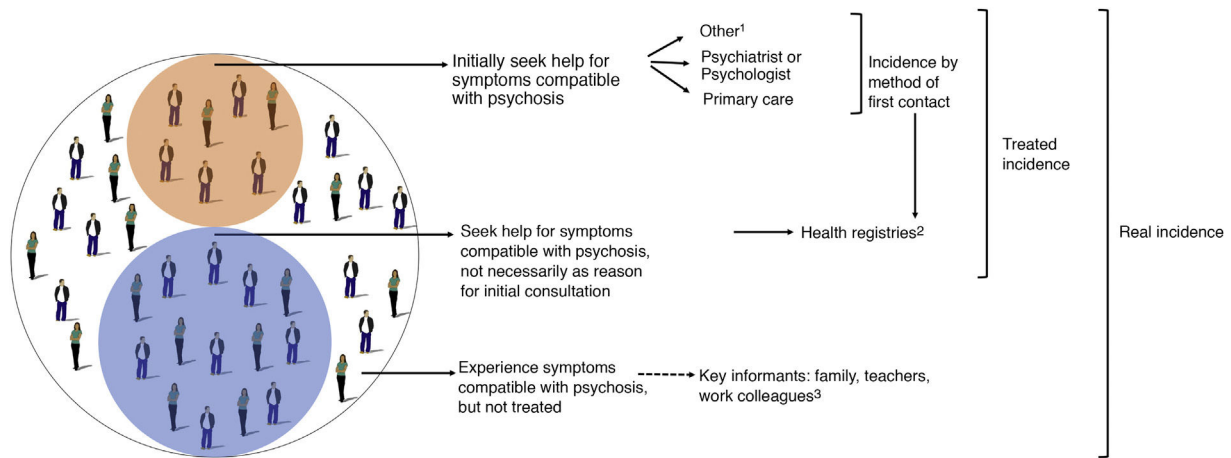 Initially seek help for
symptoms compatible
with psychosis
Other¹
Psychiatrist or
Psychologist
Primary care
Incidence by
method of
first contact
Treated
incidence
Real incidence
Seek help for symptoms
compatible with psychosis,
not necessarily as reason
for initial consultation
Health registries²
Experience symptoms
compatible with psychosis,
but not treated
Key informants: family, teachers,
work colleagues³